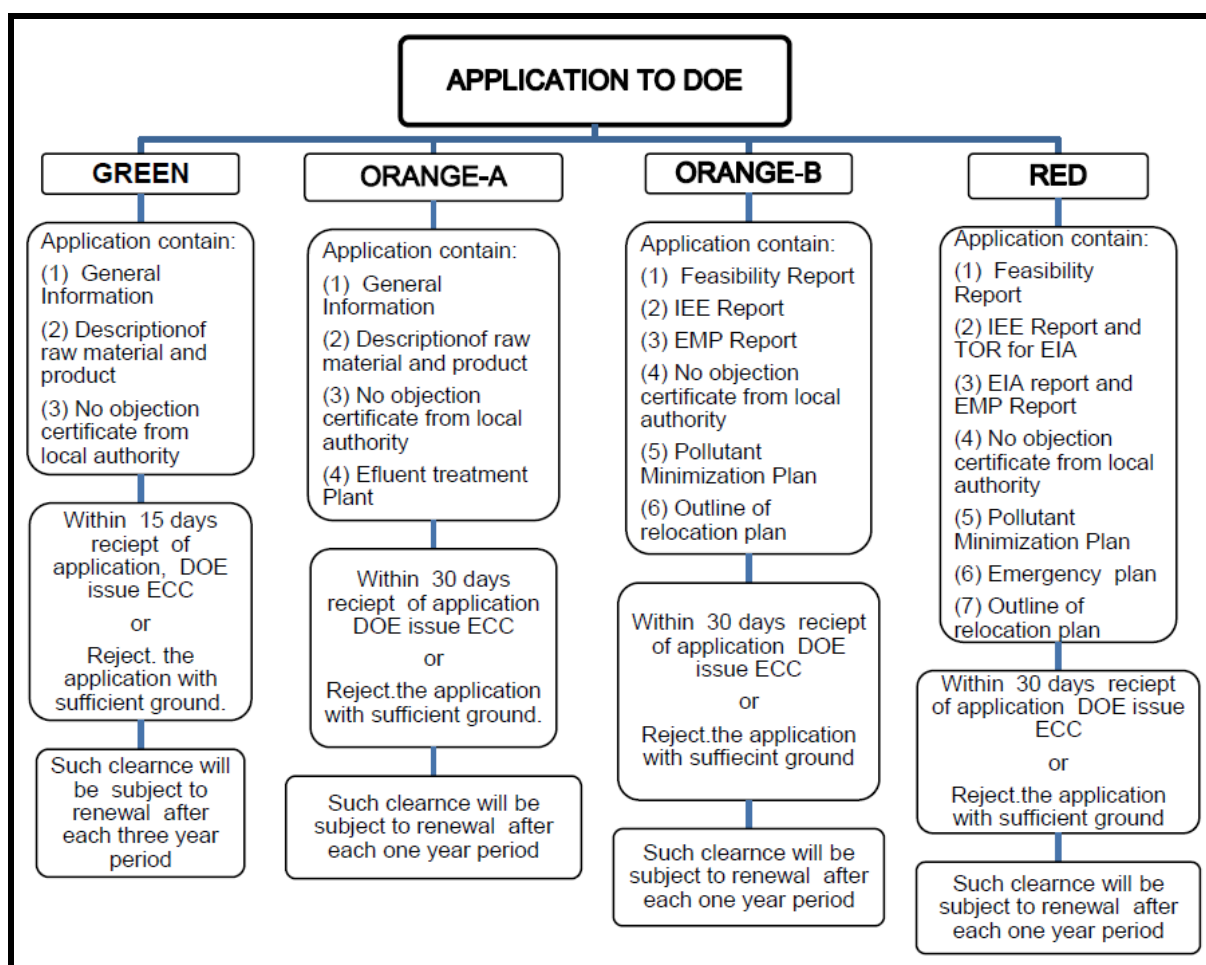 APPLICATION TO DOE
GREEN
Application contain:
(1) General
Information
(2) Descriptionof
raw material and
product
(3) No objection
certificate from
local authority
Within 15 days
reciept of
application, DOE
issue ECC
or
Reject. the
application with
sufficient ground.
Such clearnce will
be subject to
renewal after
each three year
period
ORANGE-A
Application contain:
(1) General
Information
(2) Descriptionof raw
material and product
(3) No objection
certificate from local
authority
(4) Efluent treatment
Plant
Within 30 days
reciept of application
DOE issue ECC
or
Reject.the application
with sufficient ground.
Such clearnce will be
subject to renewal after
each one year period
ORANGE-B
Application contain:
(1) Feasibility Report
(2) IEE Report
(3) EMP Report
(4) No objection
certificate from local
authority
(5) Pollutant
Minimization Plan
(6) Outline of
relocation plan
Within 30 days reciept
of application DOE
issue ECC
or
Reject.the application
with suffiecint ground
Such clearnce will be
subject to renewal after
each one year period
RED
Application contain:
(1) Feasibility
Report
(2) IEE Report and
TOR for EIA
(3) EIA report and
EMP Report
(4) No objection
certificate from local
authority
(5) Pollutant
Minimization Plan
(6) Emergency plan
(7) Outline of
relocation plan
Within 30 days reciept
of application DOE issue
ECC
or
Reject.the application
with sufficient ground
Such clearnce will be
subject to renewal after
each one year period